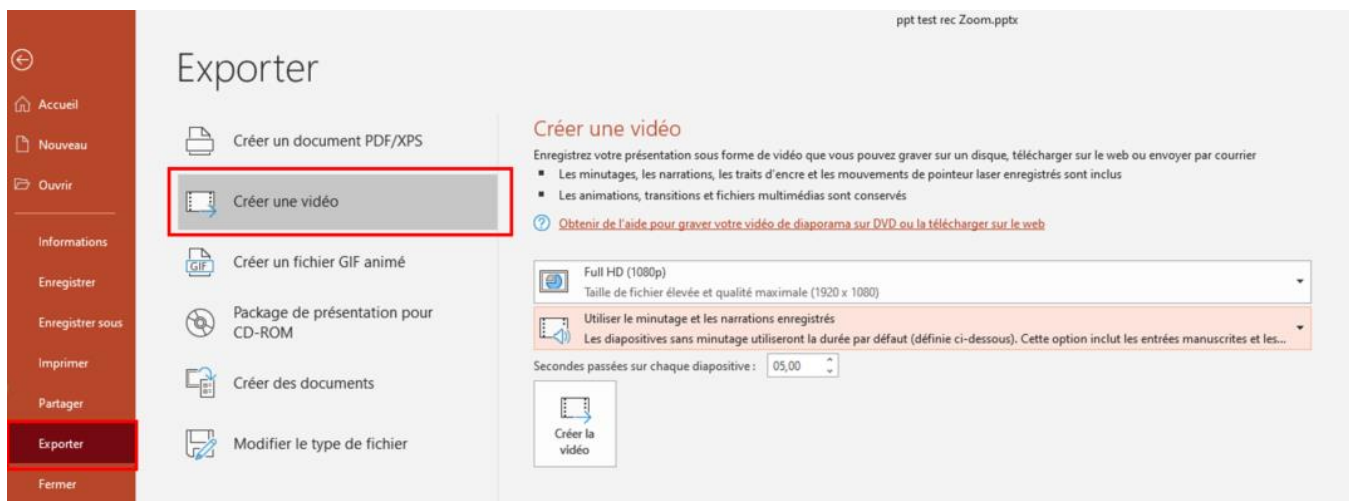 ppt test rec Zoom.pptx
Exporter
Accueil
Nouveau
Ouvrir
Informations
Enregistrer
Enregistrer sous
Imprimer
Partager
Exporter
Fermer
Créer un document PDF/XPS
Créer une vidéo
GIF
Créer un fichier GIF animé
Package de présentation pour
CD-ROM
Créer des documents
Modifier le type de fichier
Créer une vidéo
Enregistrez votre présentation sous forme de vidéo que vous pouvez graver sur un disque, télécharger sur le web ou envoyer par courrier
▪ Les minutages, les narrations, les traits d'encre et les mouvements de pointeur laser enregistrés sont inclus
▪ Les animations, transitions et fichiers multimédias sont conservés
? Obtenir de l'aide pour graver votre vidéo de diaporama sur DVD ou la télécharger sur le web
Full HD (1080p)
Taille de fichier élevée et qualité maximale (1920 x 1080)
Utiliser le minutage et les narrations enregistrés
Les diapositives sans minutage utiliseront la durée par défaut (définie ci-dessous). Cette option inclut les entrées manuscrites et les...
Secondes passées sur chaque diapositive : 05,00
Créer la
vidéo